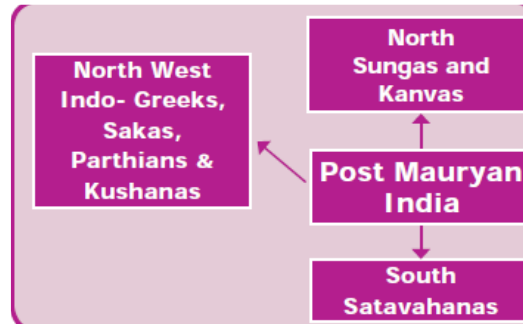 North West
Indo- Greeks,
Sakas,
Parthians &
Kushanas
North
Sungas and
Kanvas
Post Mauryan
India
South
Satavahanas